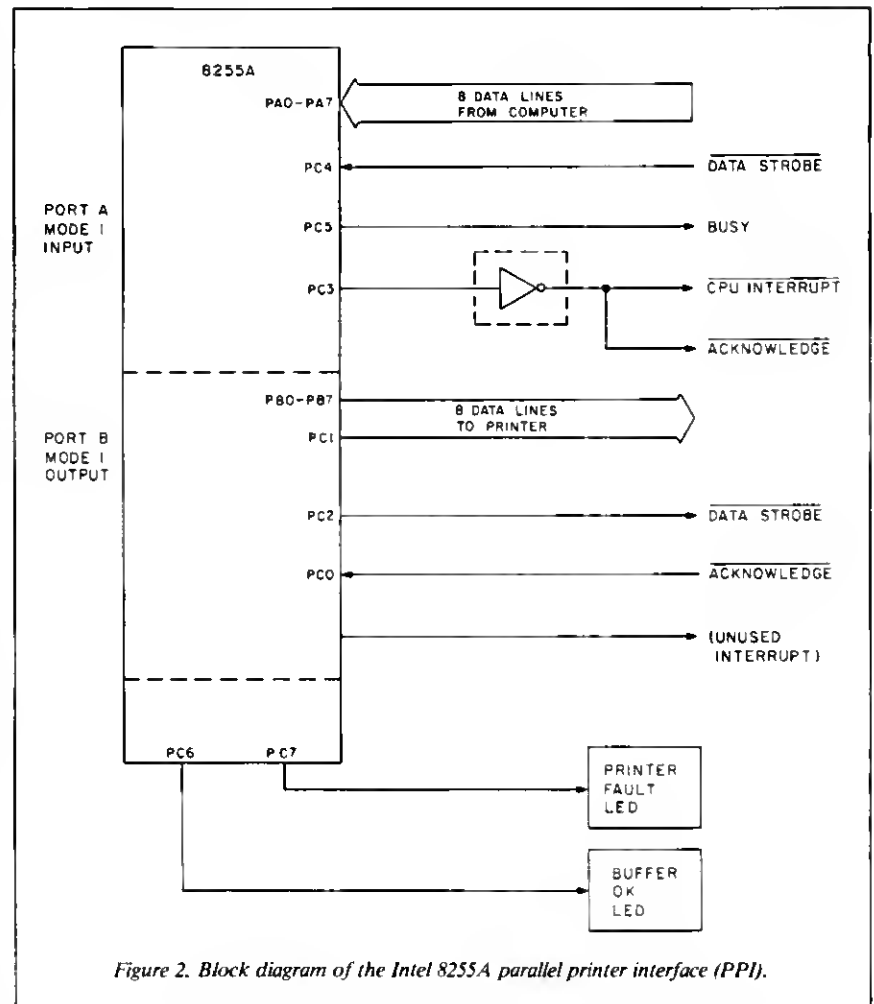 8255A
PA0-PA7
8 DATA LINES
FROM COMPUTER
PC4
DATA STROBE
PORT A
MODE 1
INPUT
PC5
BUSY
PC3
CPU INTERRUPT
ACKNOWLEDGE
PB0-PB7
8 DATA LINES
TO PRINTER
PORT B
MODE 1
OUTPUT
PC1
PC2
DATA STROBE
PC0
ACKNOWLEDGE
(UNUSED
INTERRUPT)
PC6
PC7
PRINTER
FAULT
LED
BUFFER
OK
LED
Figure 2. Block diagram of the Intel 8255A parallel printer interface (PPI).